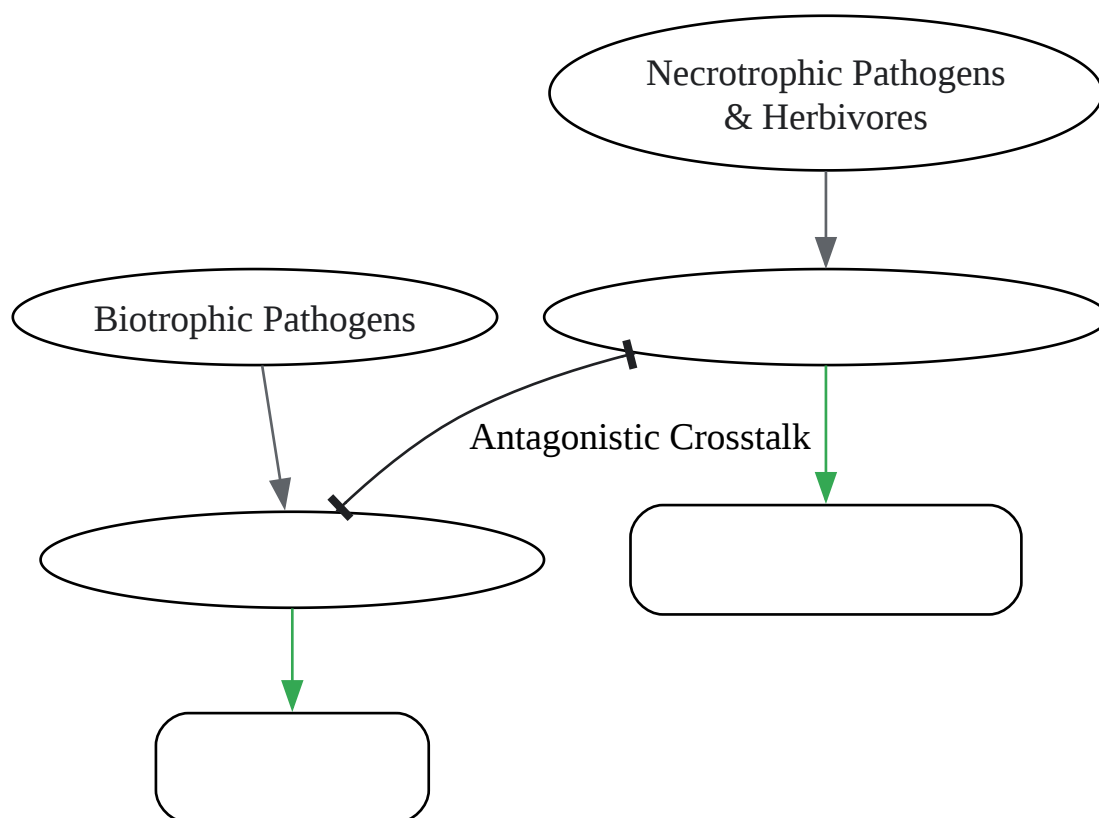 Necrotrophic Pathogens
& Herbivores
Biotrophic Pathogens
Antagonistic Crosstalk